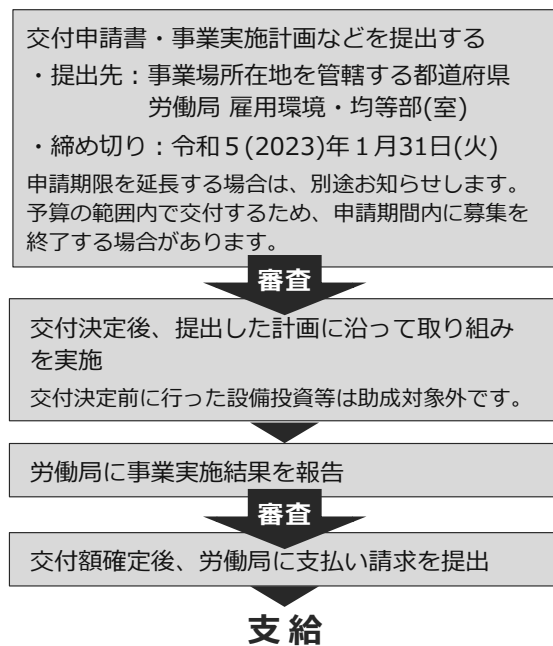 交付申請書・事業実施計画などを提出する
・提出先：事業場所在地を管轄する都道府県
労働局 雇用環境・均等部(室)
・締め切り：令和５(2023)年１月31日(火)
申請期限を延長する場合は、別途お知らせします。
予算の範囲内で交付するため、申請期間内に募集を
終了する場合があります。
審査
交付決定後、提出した計画に沿って取り組み
を実施
交付決定前に行った設備投資等は助成対象外です。
労働局に事業実施結果を報告
審査
交付額確定後、労働局に支払い請求を提出
支給